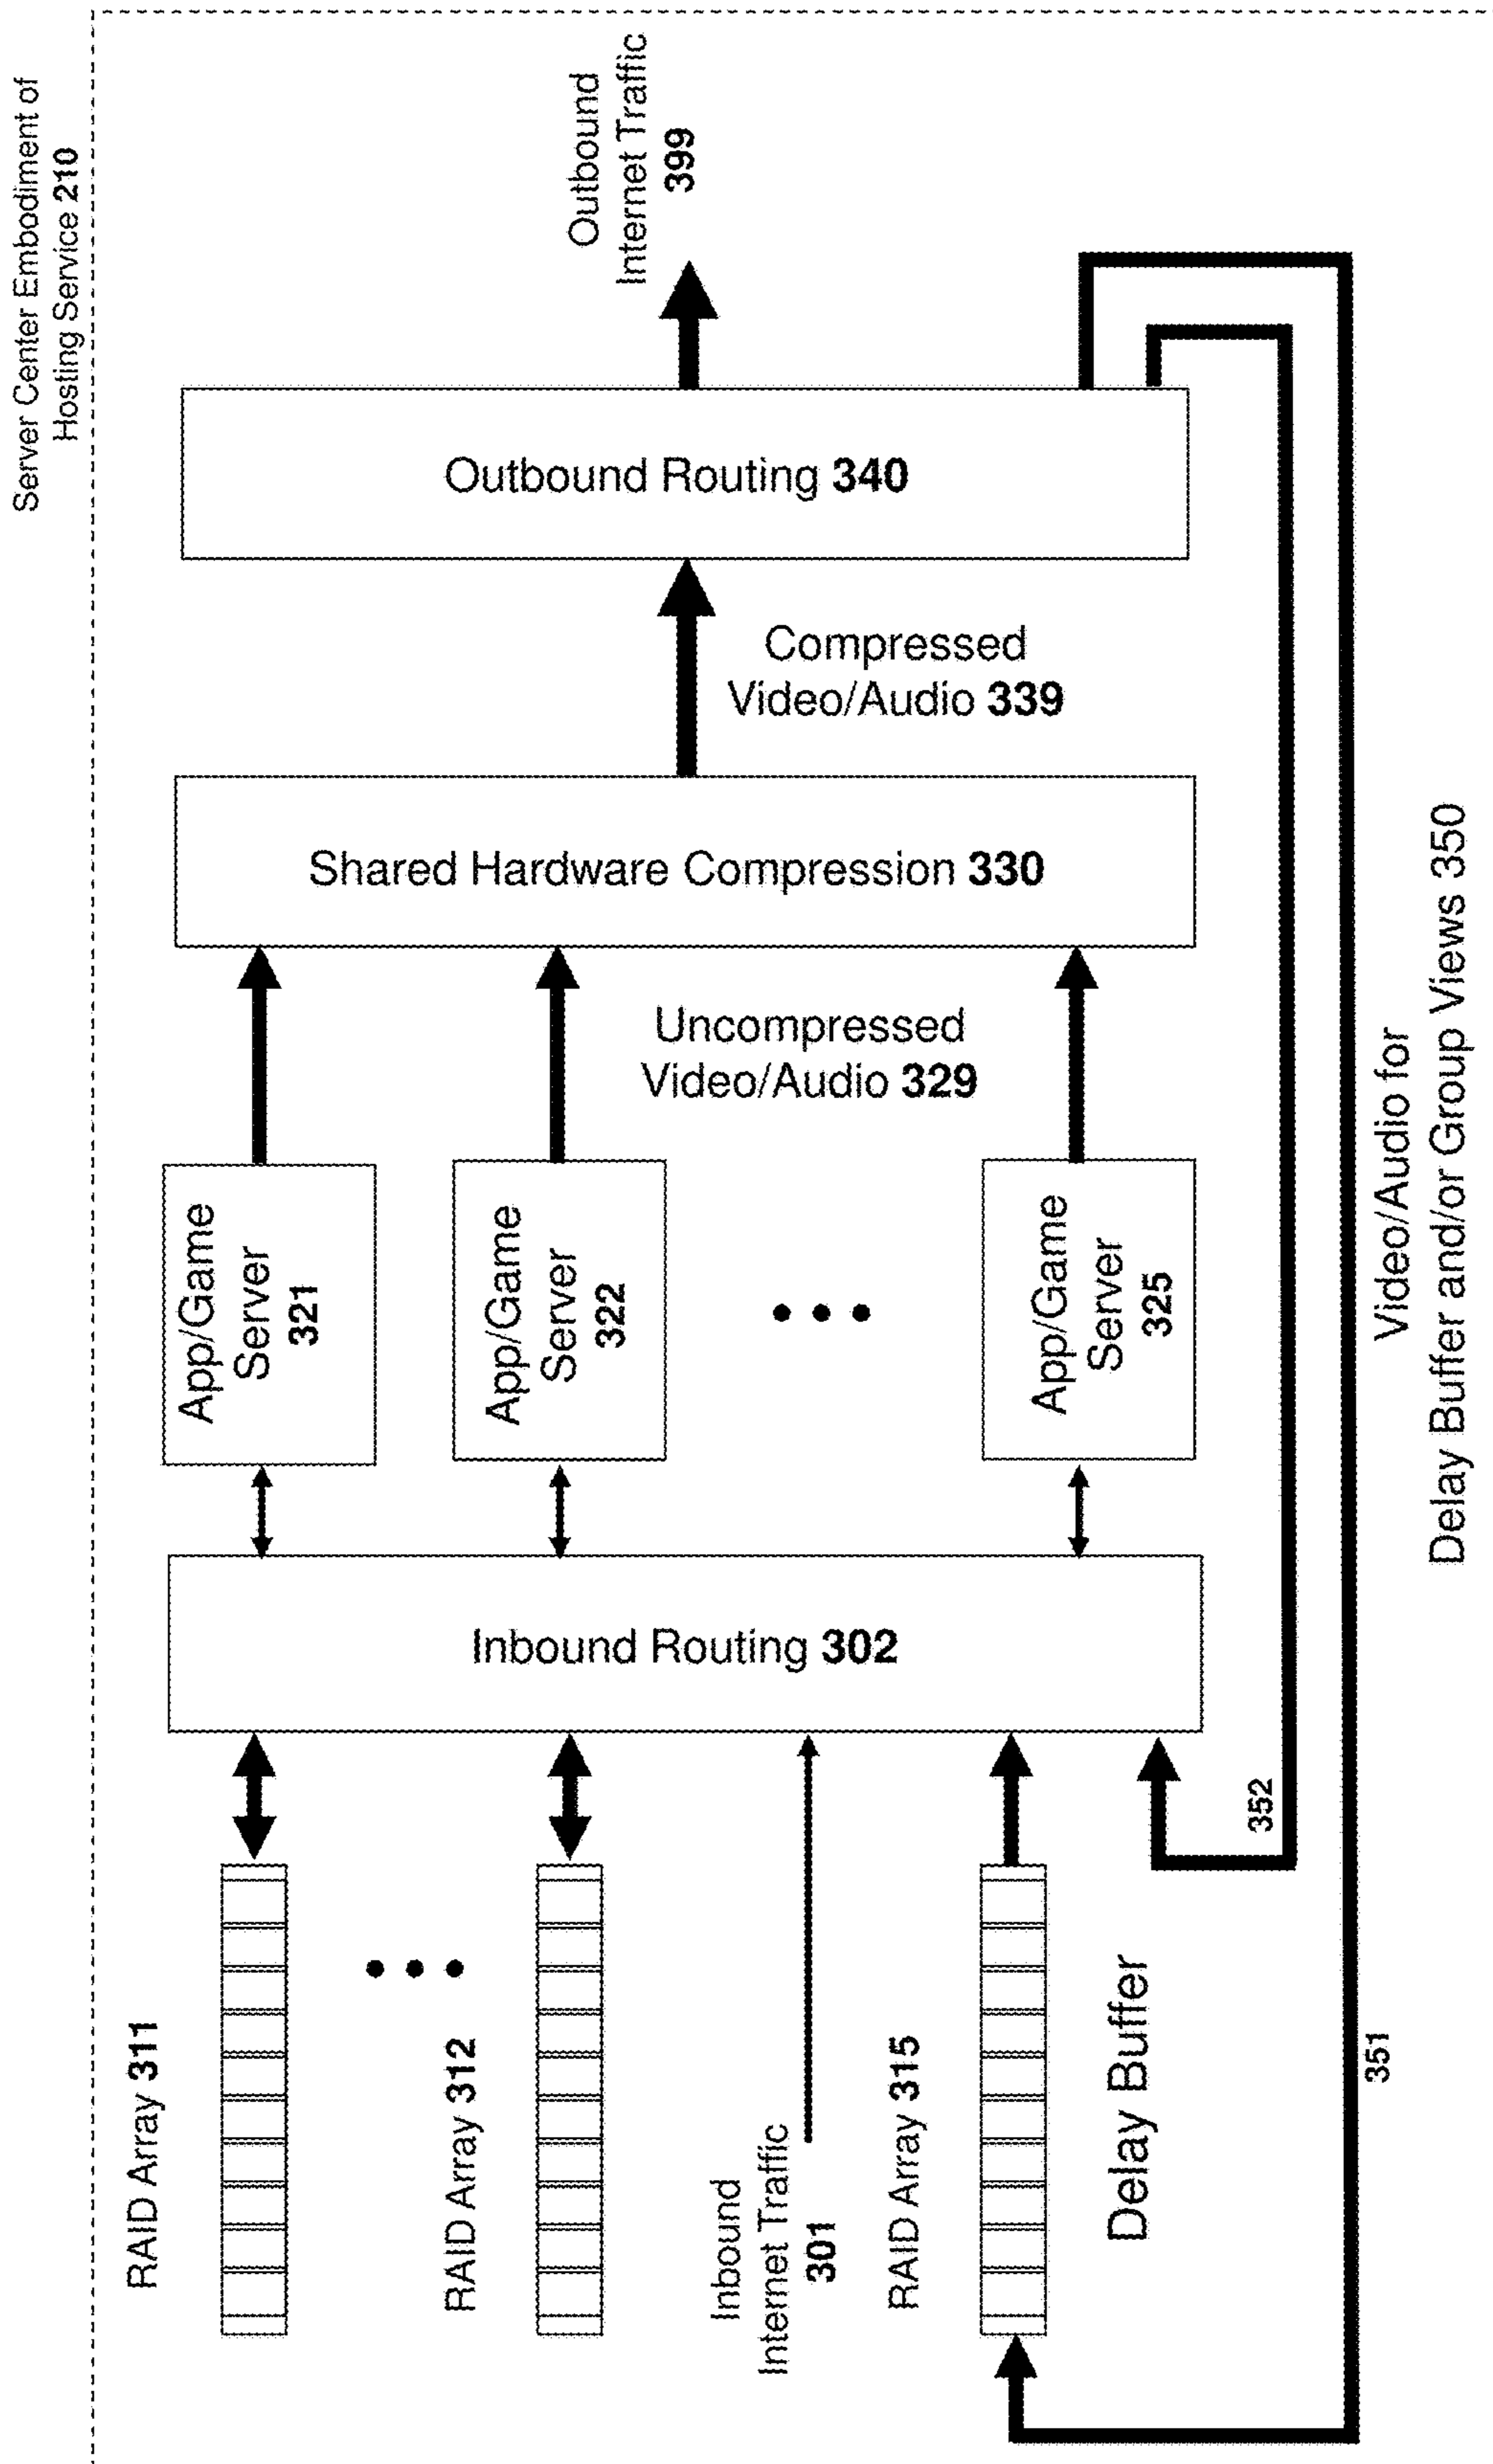 Server Center Embodiment of
Hosting Service 210
RAID Array 311
RAID Array 312
Inbound
Internet Traffic
301
RAID Array 315
Delay Buffer
Inbound Routing 302
App/Game
Server
321
App/Game
Server
322
App/Game
Server
325
Uncompressed
Video/Audio 329
Shared Hardware Compression 330
Compressed
Video/Audio 339
Outbound Routing 340
Outbound
Internet Traffic
399
352
351
Video/Audio for
Delay Buffer and/or Group Views 350